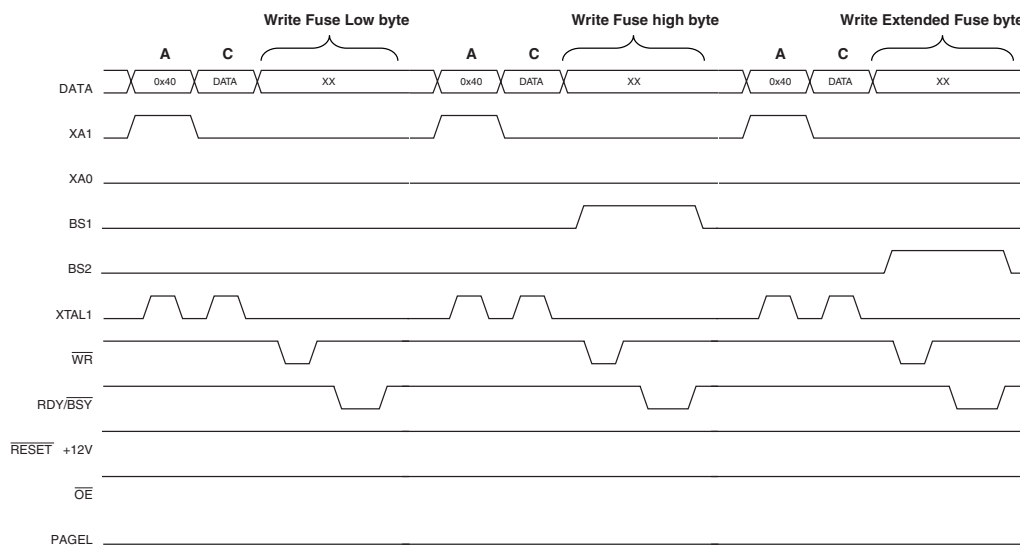 Write Fuse Low byte Write Fuse high byte Write Extended Fuse byte
A C A C A C
DATA 0x40 DATA XX 0x40 DATA XX 0x40 DATA XX
XA1
XA0
BS1
BS2
XTAL1
WR
RDY/BSY
RESET +12V
OE
PAGEL